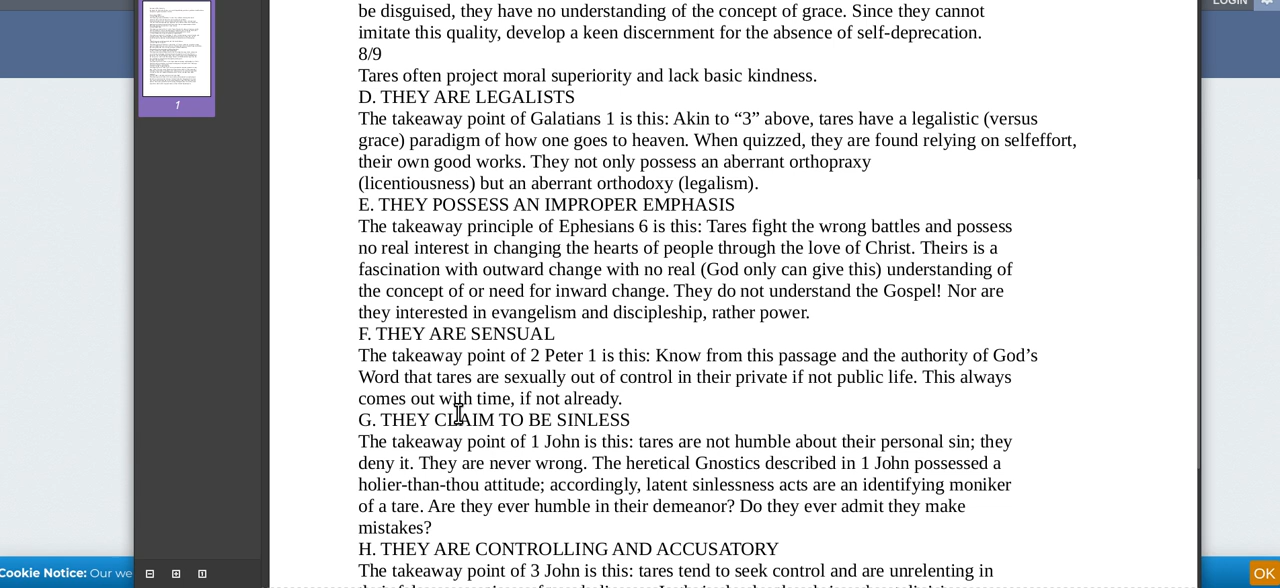 LOGIN
be disguised, they have no understanding of the concept of grace. Since they cannot
imitate this quality, develop a keen discernment for the absence of self-deprecation.
8/9
Tares often project moral superiority and lack basic kindness.
D. THEY ARE LEGALISTS
The takeaway point of Galatians 1 is this: Akin to “3” above, tares have a legalistic (versus
grace) paradigm of how one goes to heaven. When quizzed, they are found relying on selfeffort,
their own good works. They not only possess an aberrant orthopraxy
(licentiousness) but an aberrant orthodoxy (legalism).
E. THEY POSSESS AN IMPROPER EMPHASIS
The takeaway principle of Ephesians 6 is this: Tares fight the wrong battles and possess
no real interest in changing the hearts of people through the love of Christ. Theirs is a
fascination with outward change with no real (God only can give this) understanding of
the concept of or need for inward change. They do not understand the Gospel! Nor are
they interested in evangelism and discipleship, rather power.
F. THEY ARE SENSUAL
The takeaway point of 2 Peter 1 is this: Know from this passage and the authority of God’s
Word that tares are sexually out of control in their private if not public life. This always
comes out with time, if not already.
G. THEY CLAIM TO BE SINLESS
The takeaway point of 1 John is this: tares are not humble about their personal sin; they
deny it. They are never wrong. The heretical Gnostics described in 1 John possessed a
holier-than-thou attitude; accordingly, latent sinlessness acts are an identifying moniker
of a tare. Are they ever humble in their demeanor? Do they ever admit they make
mistakes?
H. THEY ARE CONTROLLING AND ACCUSATORY
The takeaway point of 3 John is this: tares tend to seek control and are unrelenting in
1
Cookie Notice: Our we
OK